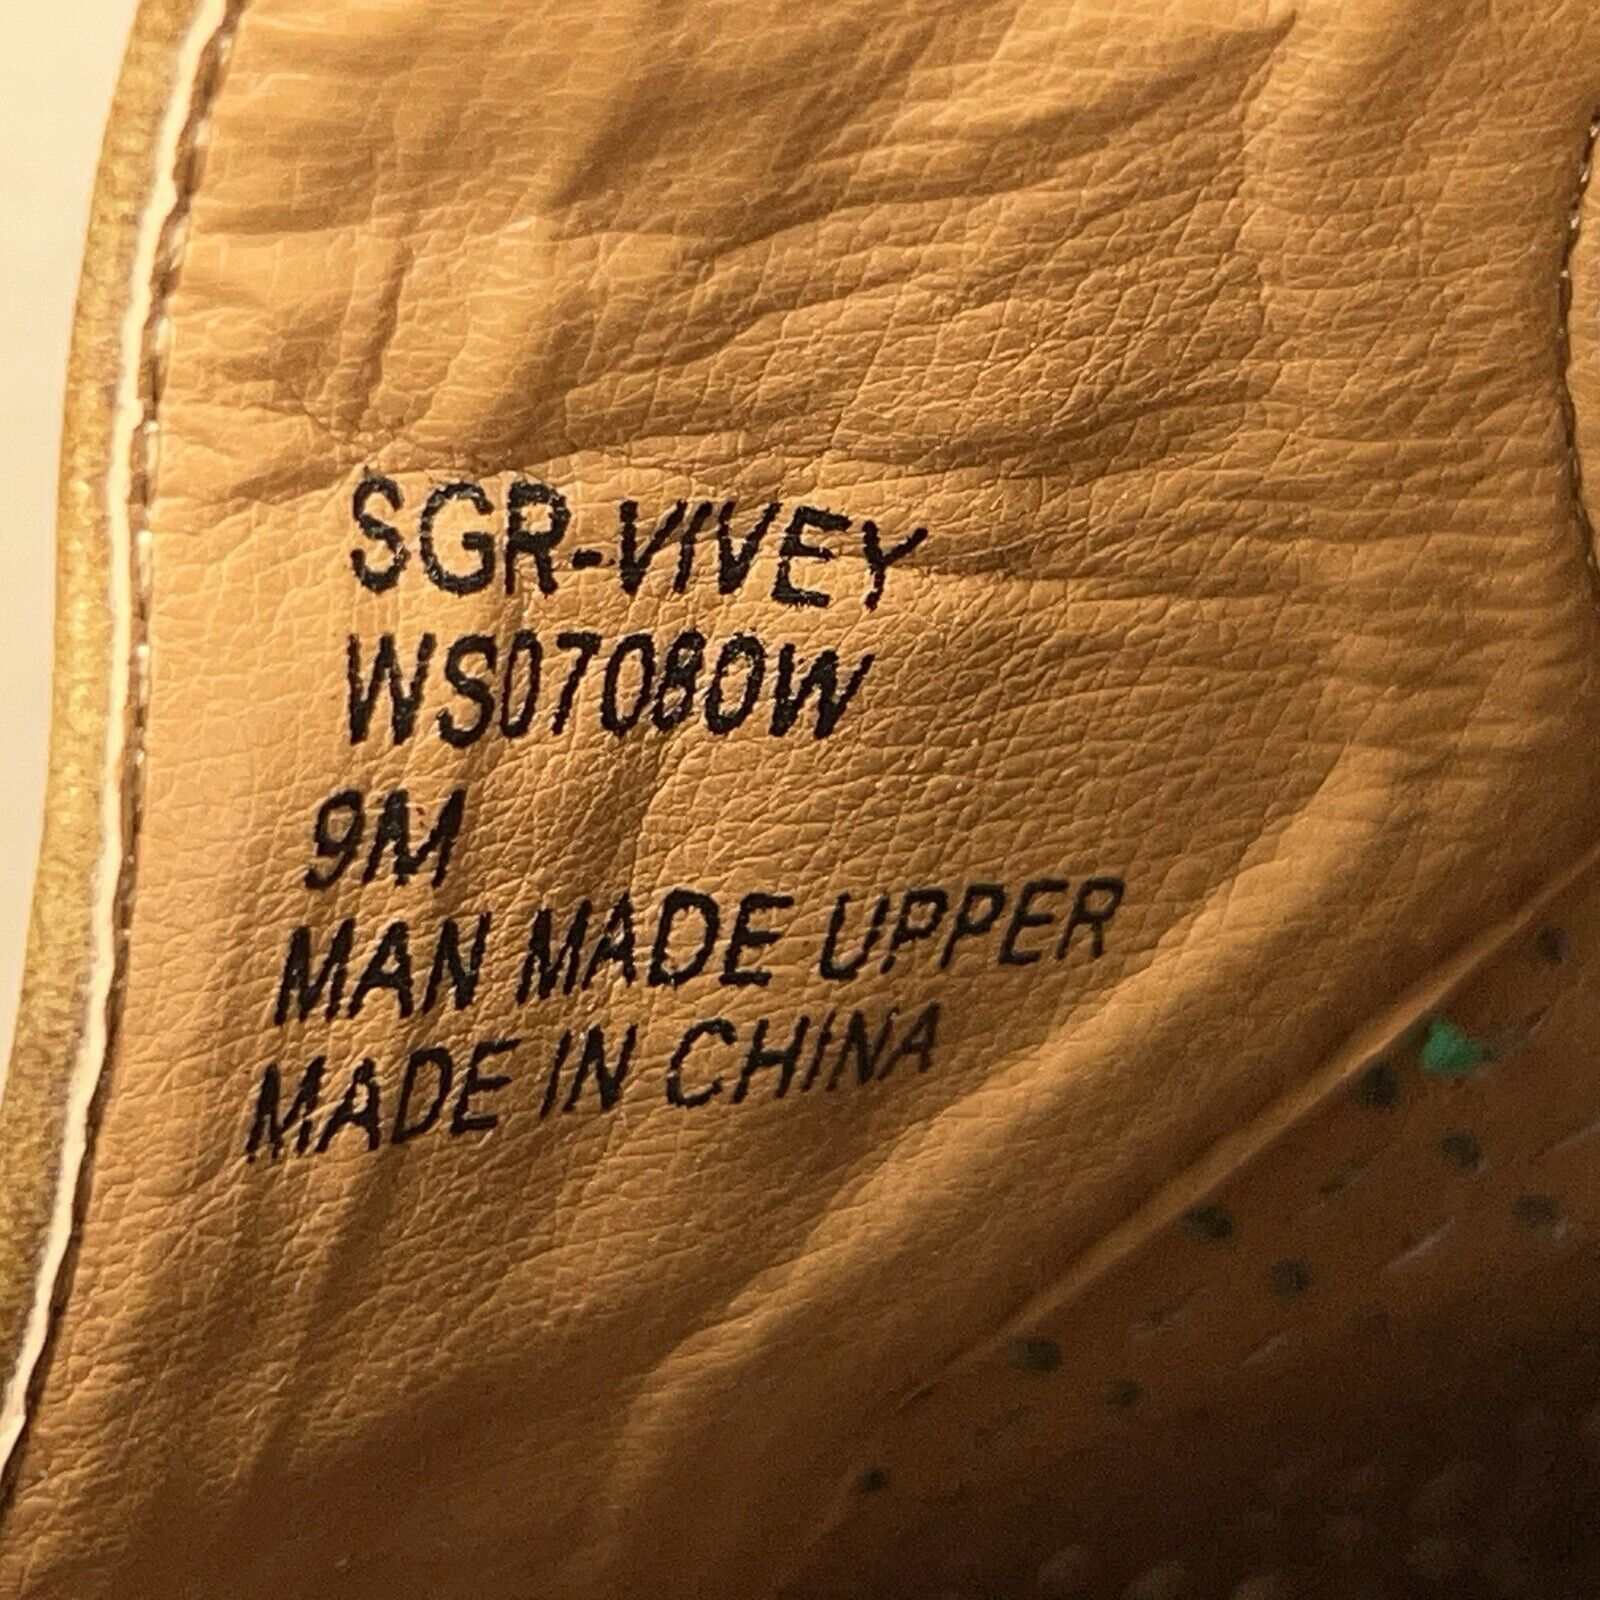 SGR-VIVEY
WS07080W
9M
MAN MADE UPPER
MADE IN CHINA